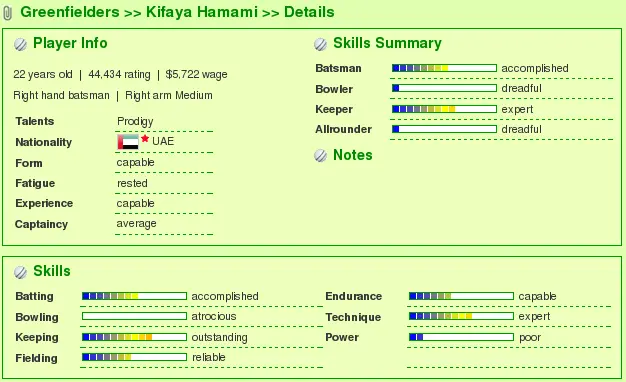 Greenfielders >> Kifaya Hamami >> Details
Player Info
22 years old | 44,434 rating | $5,722 wage
Right hand batsman | Right arm Medium
Talents Prodigy
Nationality UAE
Form capable
Fatigue rested
Experience capable
Captaincy average
Skills Summary
Batsman accomplished
Bowler dreadful
Keeper expert
Allrounder dreadful
Notes
Skills
Batting accomplished Endurance capable
Bowling atrocious Technique expert
Keeping outstanding Power poor
Fielding reliable